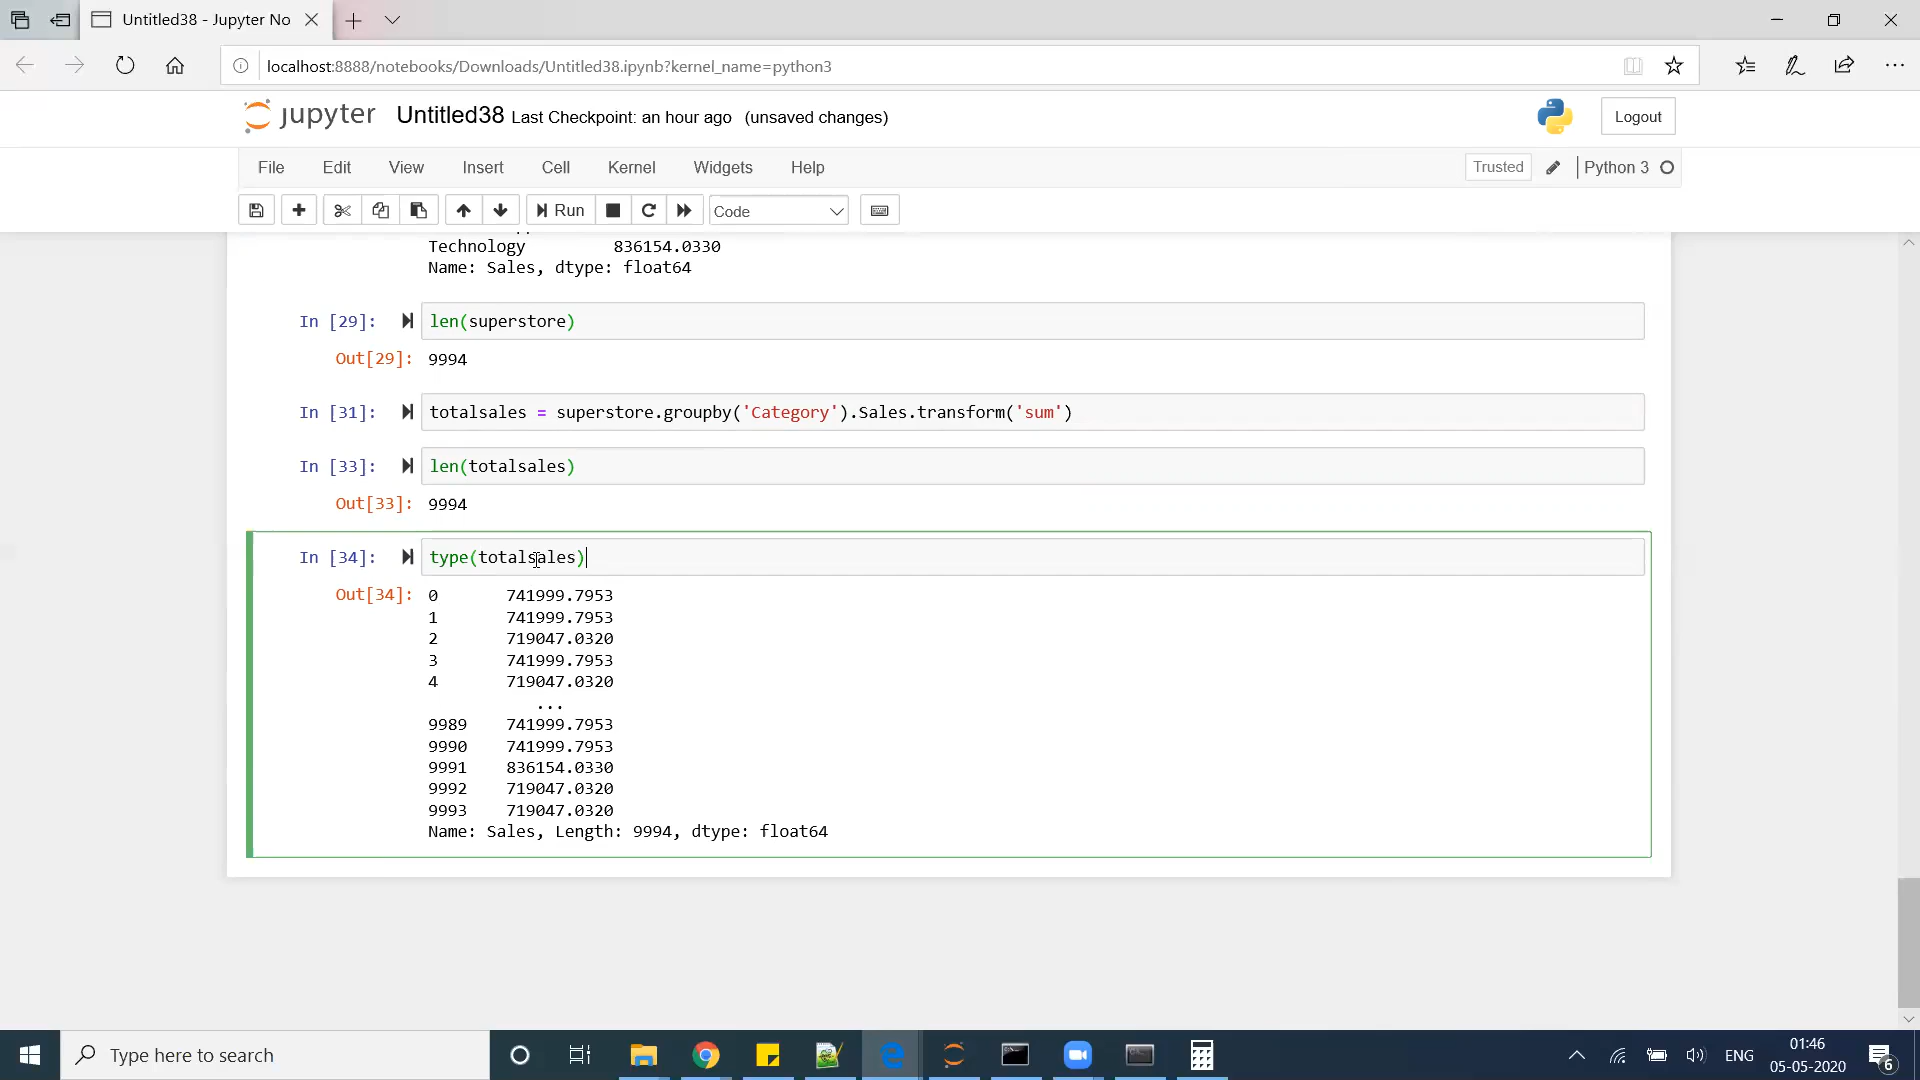 Untitled38 - Jupyter No
localhost:8888/notebooks/Downloads/Untitled38.ipynb?kernel_name=python3
jupyter Untitled38 Last Checkpoint: an hour ago (unsaved changes)
Logout
File Edit View Insert Cell Kernel Widgets Help
Trusted Python 3
Run Code
Technology 836154.0330
Name: Sales, dtype: float64
In [29]: len(superstore)
Out[29]: 9994
In [31]: totalsales = superstore.groupby('Category').Sales.transform('sum')
In [33]: len(totalsales)
Out[33]: 9994
In [34]: type(totalsales)
Out[34]: 0 741999.7953
1 741999.7953
2 719047.0320
3 741999.7953
4 719047.0320
...
9989 741999.7953
9990 741999.7953
9991 836154.0330
9992 719047.0320
9993 719047.0320
Name: Sales, Length: 9994, dtype: float64
Type here to search
ENG
01:46
05-05-2020
6